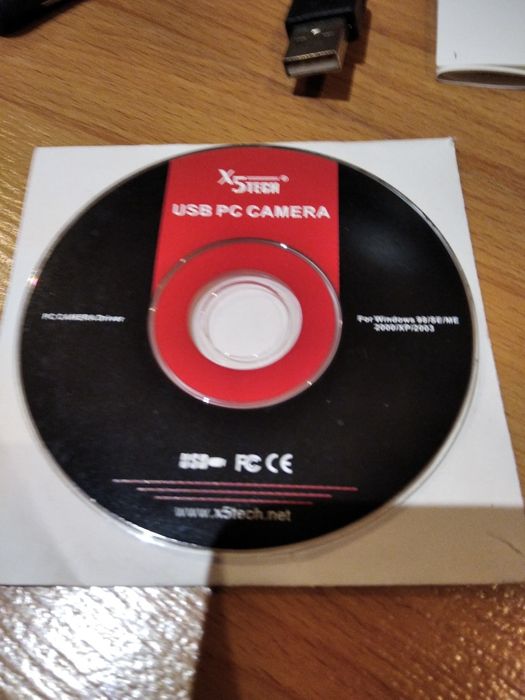 X5TECH®
USB PC CAMERA
PC CAMERA Driver
For Windows 98/SE/ME
2000/XP/2003
USB FC CE
www.x5tech.net